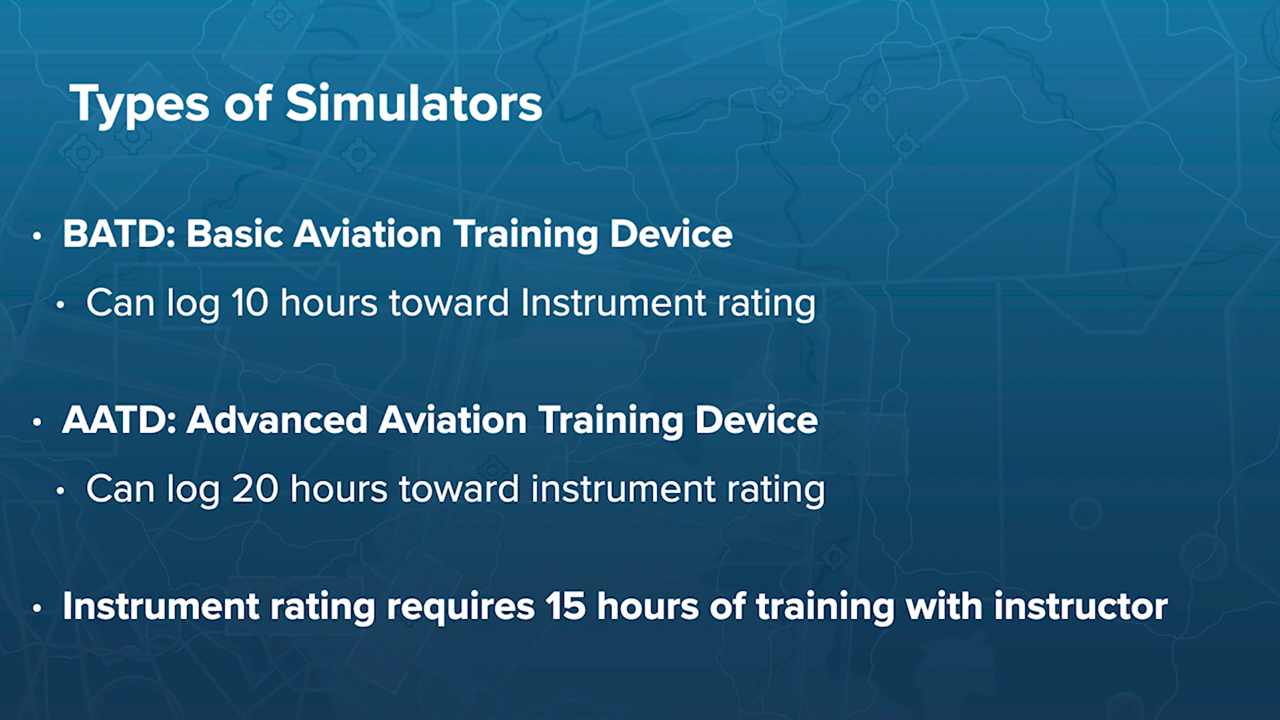 Types of Simulators
• BATD: Basic Aviation Training Device
• Can log 10 hours toward Instrument rating
• AATD: Advanced Aviation Training Device
• Can log 20 hours toward instrument rating
• Instrument rating requires 15 hours of training with instructor